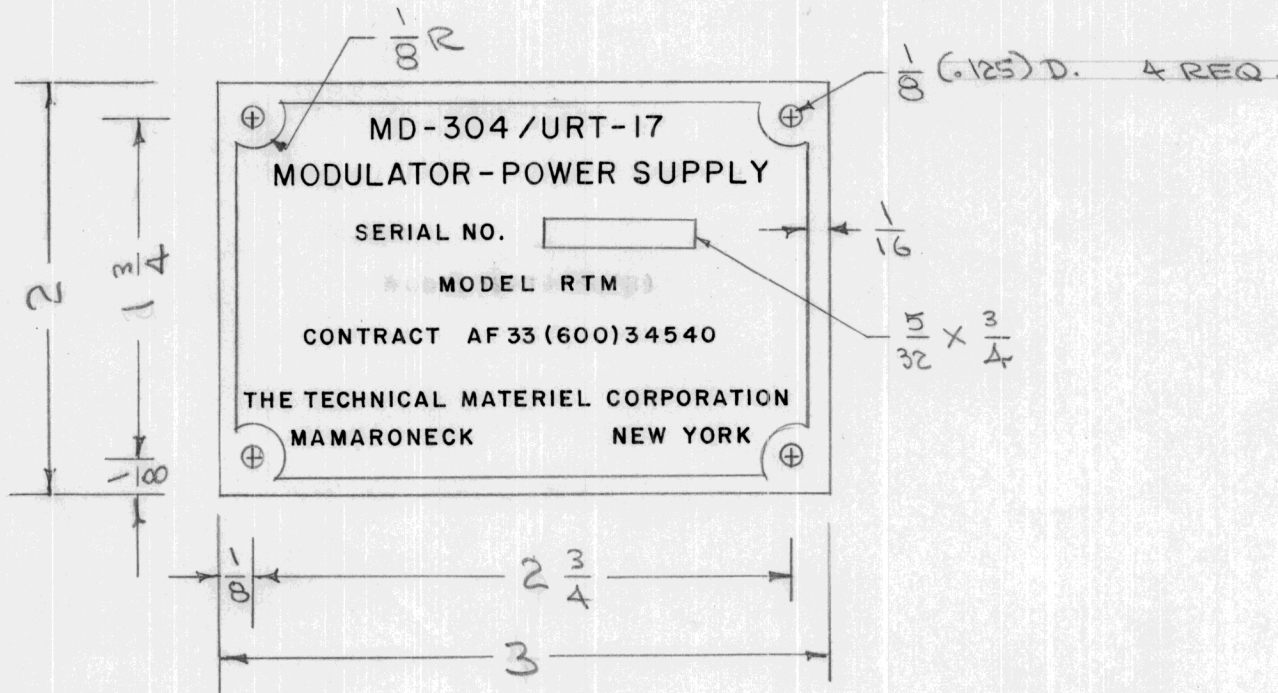 1/8 R
1/8 (.125) D. 4 REQ.
MD-304/URT-17
MODULATOR-POWER SUPPLY
SERIAL NO.
1/16
MODEL RTM
5/32 X 3/4
CONTRACT AF 33(600)34540
THE TECHNICAL MATERIEL CORPORATION
MAMARONECK NEW YORK
2
1 3/4
1/8
1/8
2 3/4
3